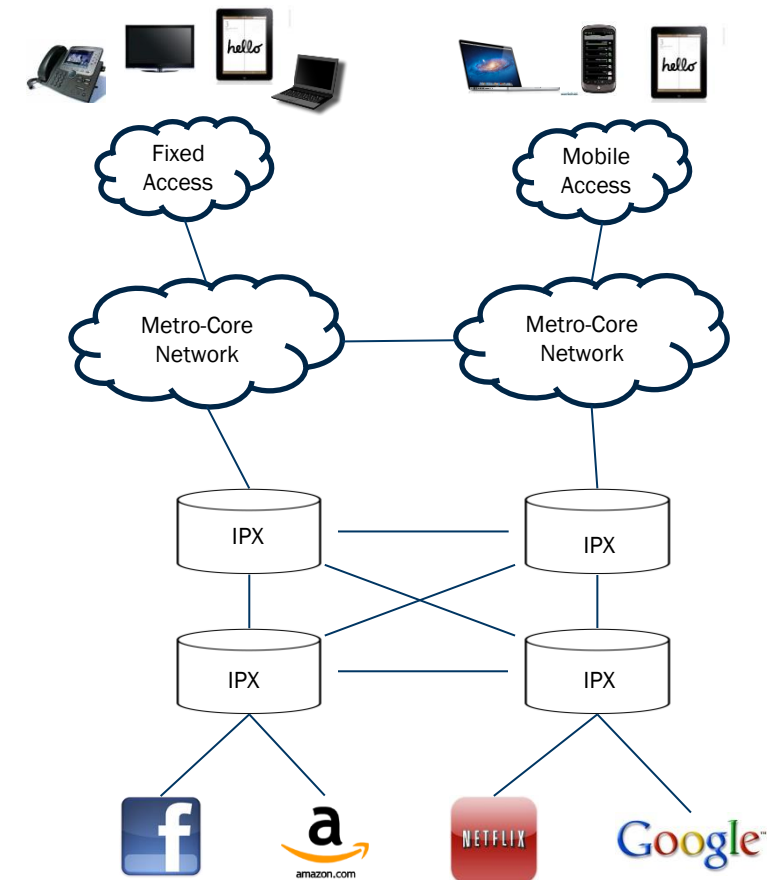 hello
hello
Fixed
Access
Mobile
Access
Metro-Core
Network
Metro-Core
Network
IPX
IPX
IPX
IPX
f
a
amazon.com
NETFLIX
Google™